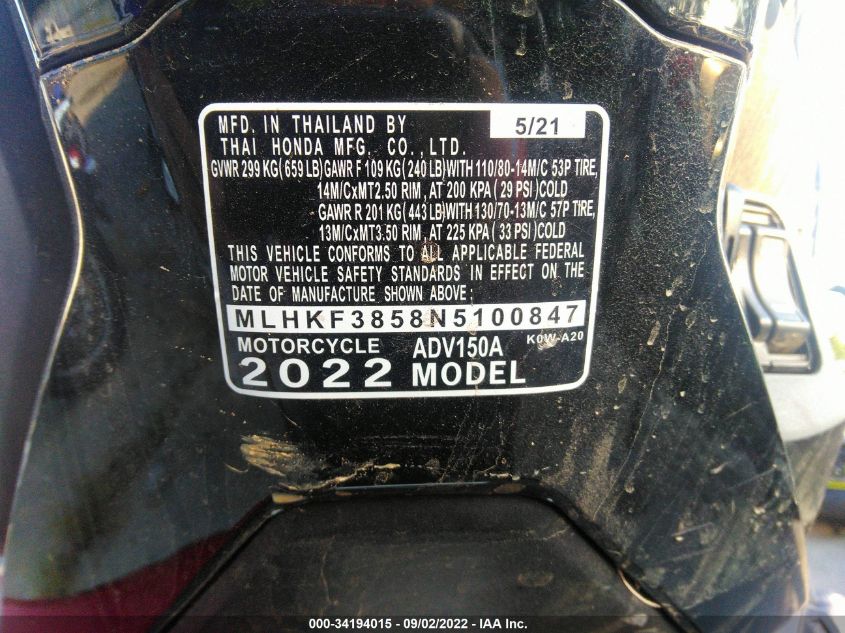 MFD. IN THAILAND BY 5/21
THAI HONDA MFG. CO., LTD.
GVWR 299 KG(659 LB)GAWR F 109 KG(240 LB)WITH 110/80-14M/C 53P TIRE,
14M/CxMT2.50 RIM, AT 200 KPA(29 PSI)COLD
GAWR R 201 KG(443 LB)WITH 130/70-13M/C 57P TIRE,
13M/CxMT3.50 RIM, AT 225 KPA(33 PSI)COLD
THIS VEHICLE CONFORMS TO ALL APPLICABLE FEDERAL
MOTOR VEHICLE SAFETY STANDARDS IN EFFECT ON THE
DATE OF MANUFACTURE SHOWN ABOVE:
MLHKF3858N5100847
MOTORCYCLE ADV150A K0W-A20
2022 MODEL
000-34194015 - 09/02/2022 - IAA Inc.